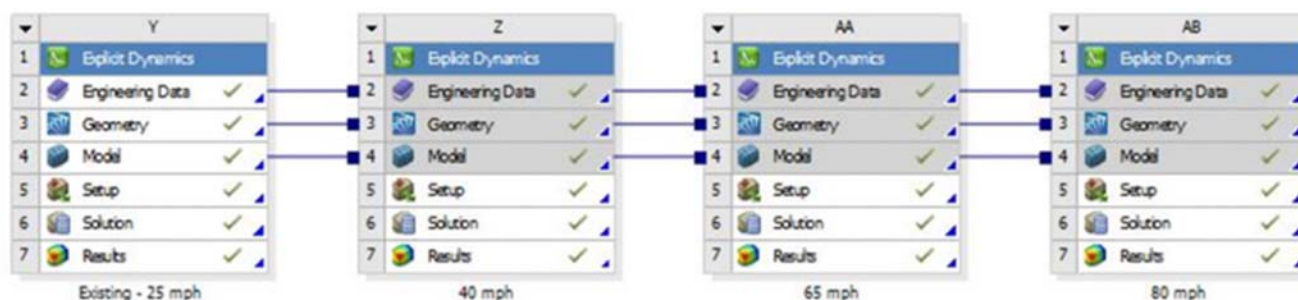 Y
1 Explicit Dynamics
2 Engineering Data
3 Geometry
4 Model
5 Setup
6 Solution
7 Results
Existing - 25 mph
Z
1 Explicit Dynamics
2 Engineering Data
3 Geometry
4 Model
5 Setup
6 Solution
7 Results
40 mph
AA
1 Explicit Dynamics
2 Engineering Data
3 Geometry
4 Model
5 Setup
6 Solution
7 Results
65 mph
AB
1 Explicit Dynamics
2 Engineering Data
3 Geometry
4 Model
5 Setup
6 Solution
7 Results
80 mph